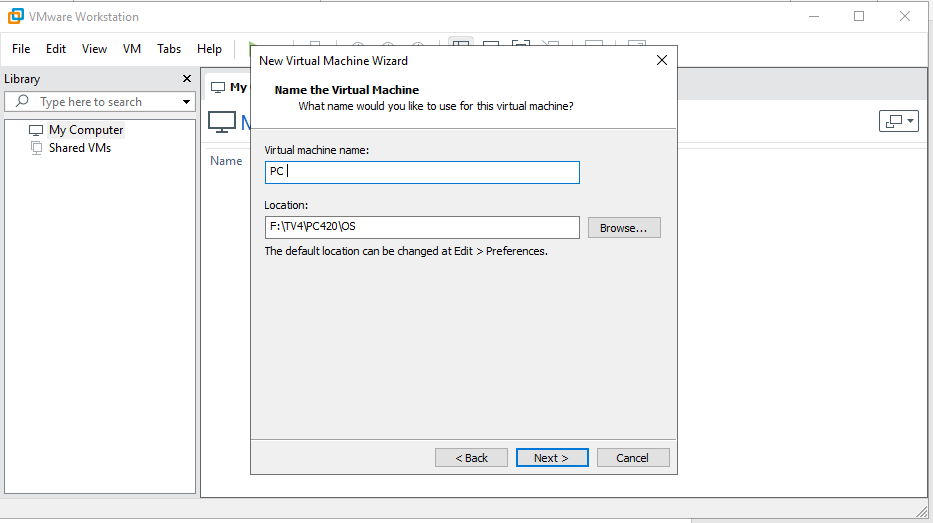 VMware Workstation
File Edit View VM Tabs Help
Library
Type here to search
My Computer
Shared VMs
My
M
Name
New Virtual Machine Wizard
Name the Virtual Machine
What name would you like to use for this virtual machine?
Virtual machine name:
PC
Location:
F:\TV4\PC420\OS
Browse...
The default location can be changed at Edit > Preferences.
< Back Next > Cancel